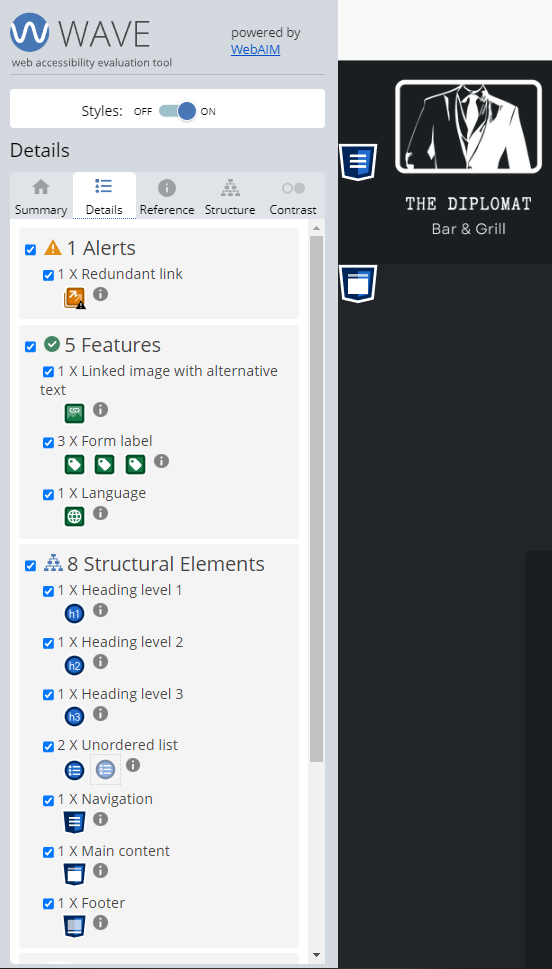 WAVE
web accessibility evaluation tool
powered by
WebAIM
Styles: OFF ON
Details
Summary Details Reference Structure Contrast
1 Alerts
1 X Redundant link
5 Features
1 X Linked image with alternative
text
3 X Form label
1 X Language
8 Structural Elements
1 X Heading level 1
h1
1 X Heading level 2
h2
1 X Heading level 3
h3
2 X Unordered list
1 X Navigation
1 X Main content
1 X Footer
THE DIPLOMAT
Bar & Grill